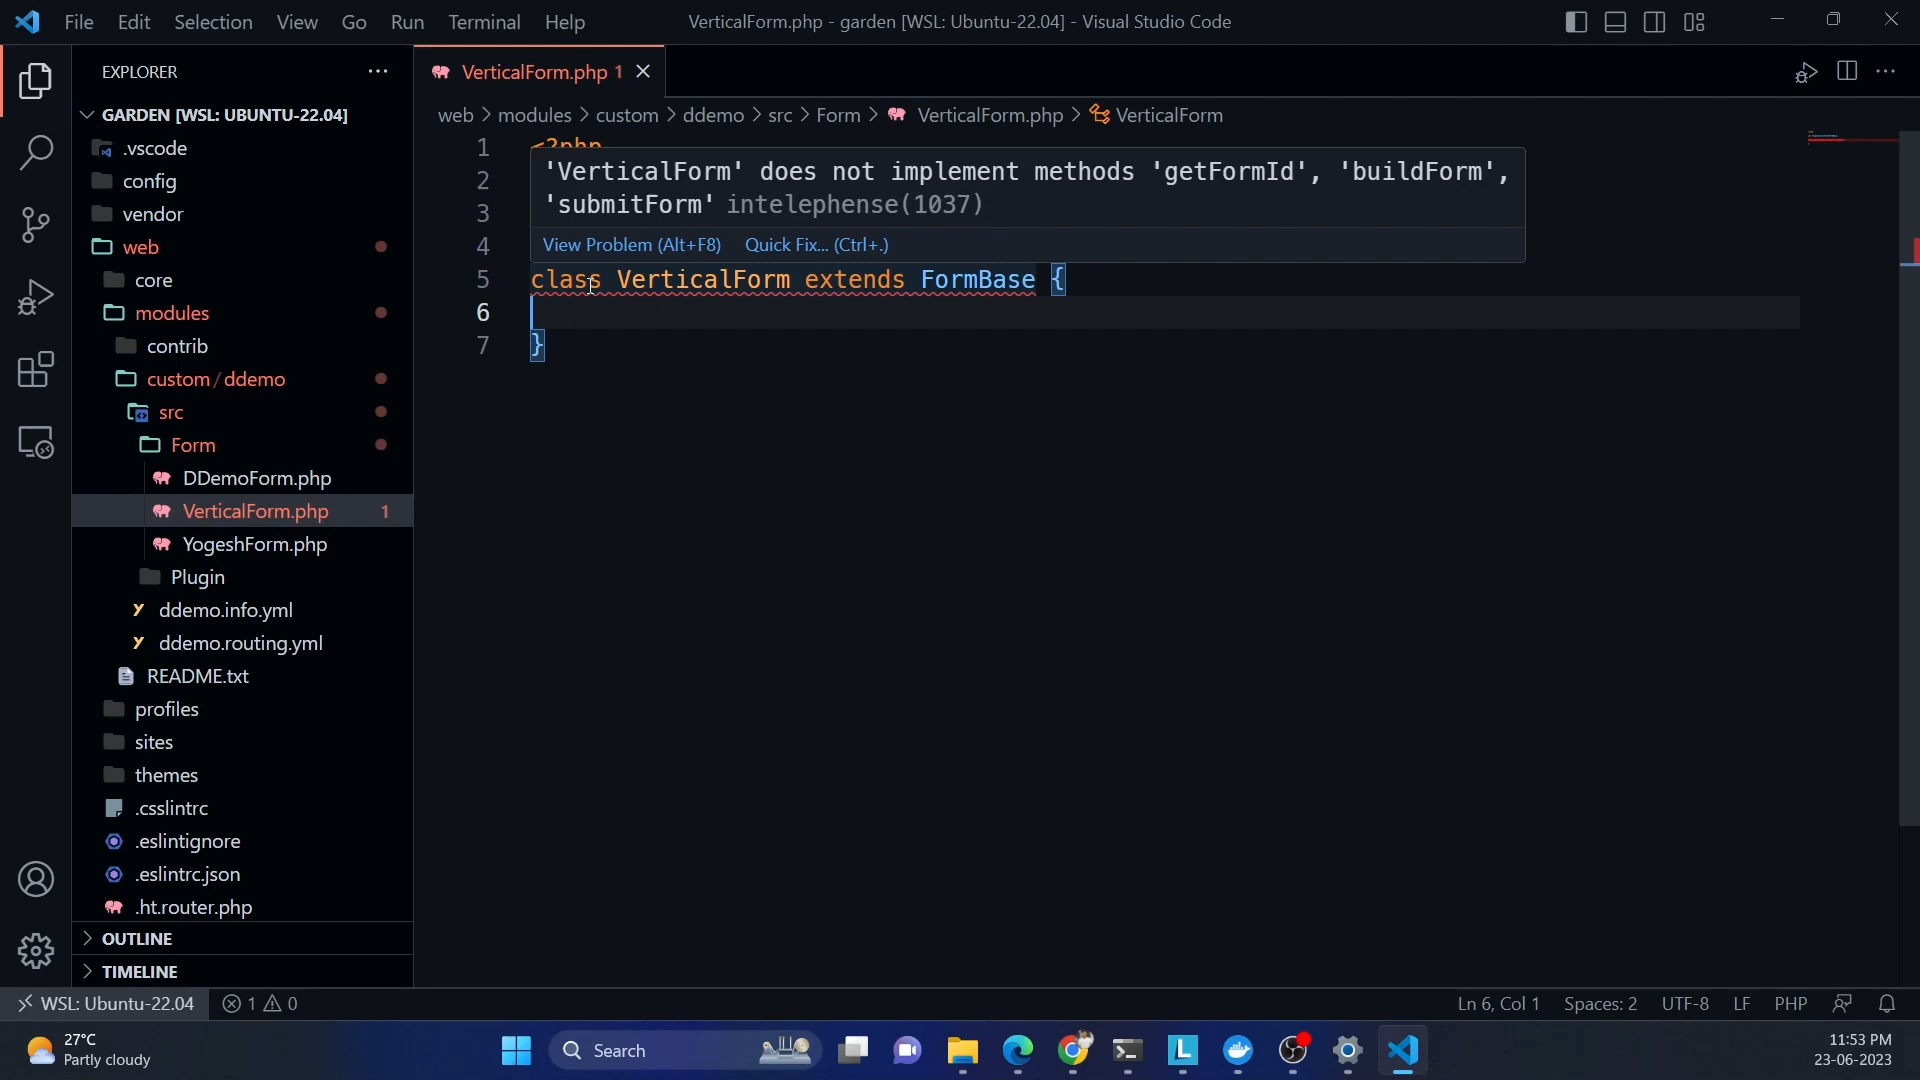 File Edit Selection View Go Run Terminal Help
VerticalForm.php - garden [WSL: Ubuntu-22.04] - Visual Studio Code
EXPLORER
GARDEN [WSL: UBUNTU-22.04]
.vscode
config
vendor
web
core
modules
contrib
custom / ddemo
src
Form
DDemoForm.php
VerticalForm.php 1
YogeshForm.php
Plugin
ddemo.info.yml
ddemo.routing.yml
README.txt
profiles
sites
themes
.csslintrc
.eslintignore
.eslintrc.json
.ht.router.php
OUTLINE
TIMELINE
VerticalForm.php 1
web > modules > custom > ddemo > src > Form > VerticalForm.php > VerticalForm
1 <?php
2
3
4
'VerticalForm' does not implement methods 'getFormId', 'buildForm',
'submitForm' intelephense(1037)
View Problem (Alt+F8) Quick Fix... (Ctrl+.)
5 class VerticalForm extends FormBase {
6
7 }
WSL: Ubuntu-22.04 1 0
Ln 6, Col 1 Spaces: 2 UTF-8 LF PHP
27°C
Partly cloudy
Search
L
11:53 PM
23-06-2023